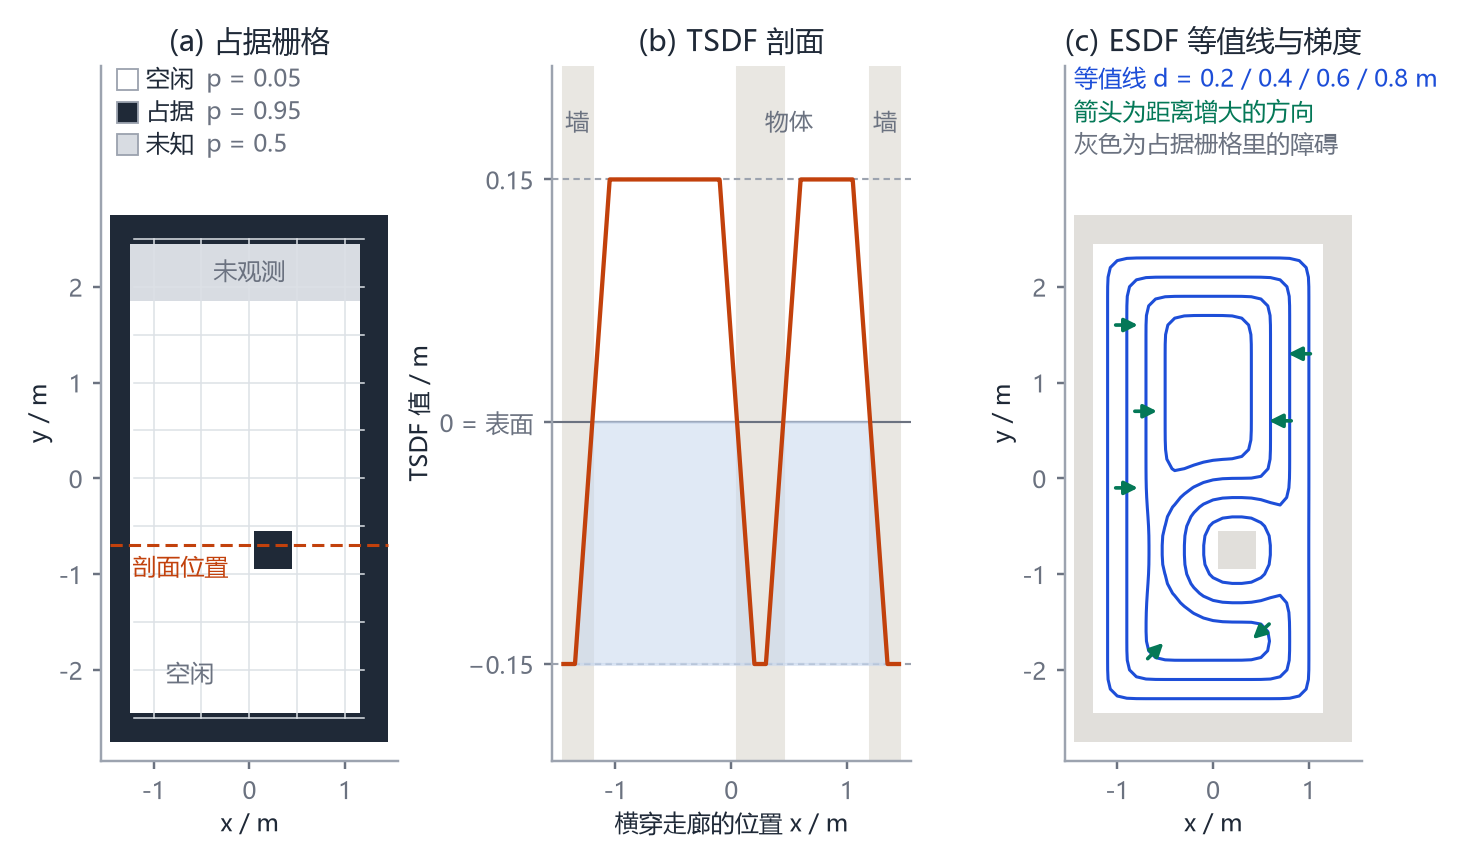 (a) 占据栅格
空闲 p = 0.05
占据 p = 0.95
未知 p = 0.5
未观测
剖面位置
空闲
2
1
0
-1
-2
y / m
-1
0
1
x / m
(b) TSDF 剖面
墙
物体
墙
0.15
0 = 表面
−0.15
TSDF 值 / m
-1
0
1
横穿走廊的位置 x / m
(c) ESDF 等值线与梯度
等值线 d = 0.2 / 0.4 / 0.6 / 0.8 m
箭头为距离增大的方向
灰色为占据栅格里的障碍
2
1
0
-1
-2
y / m
-1
0
1
x / m